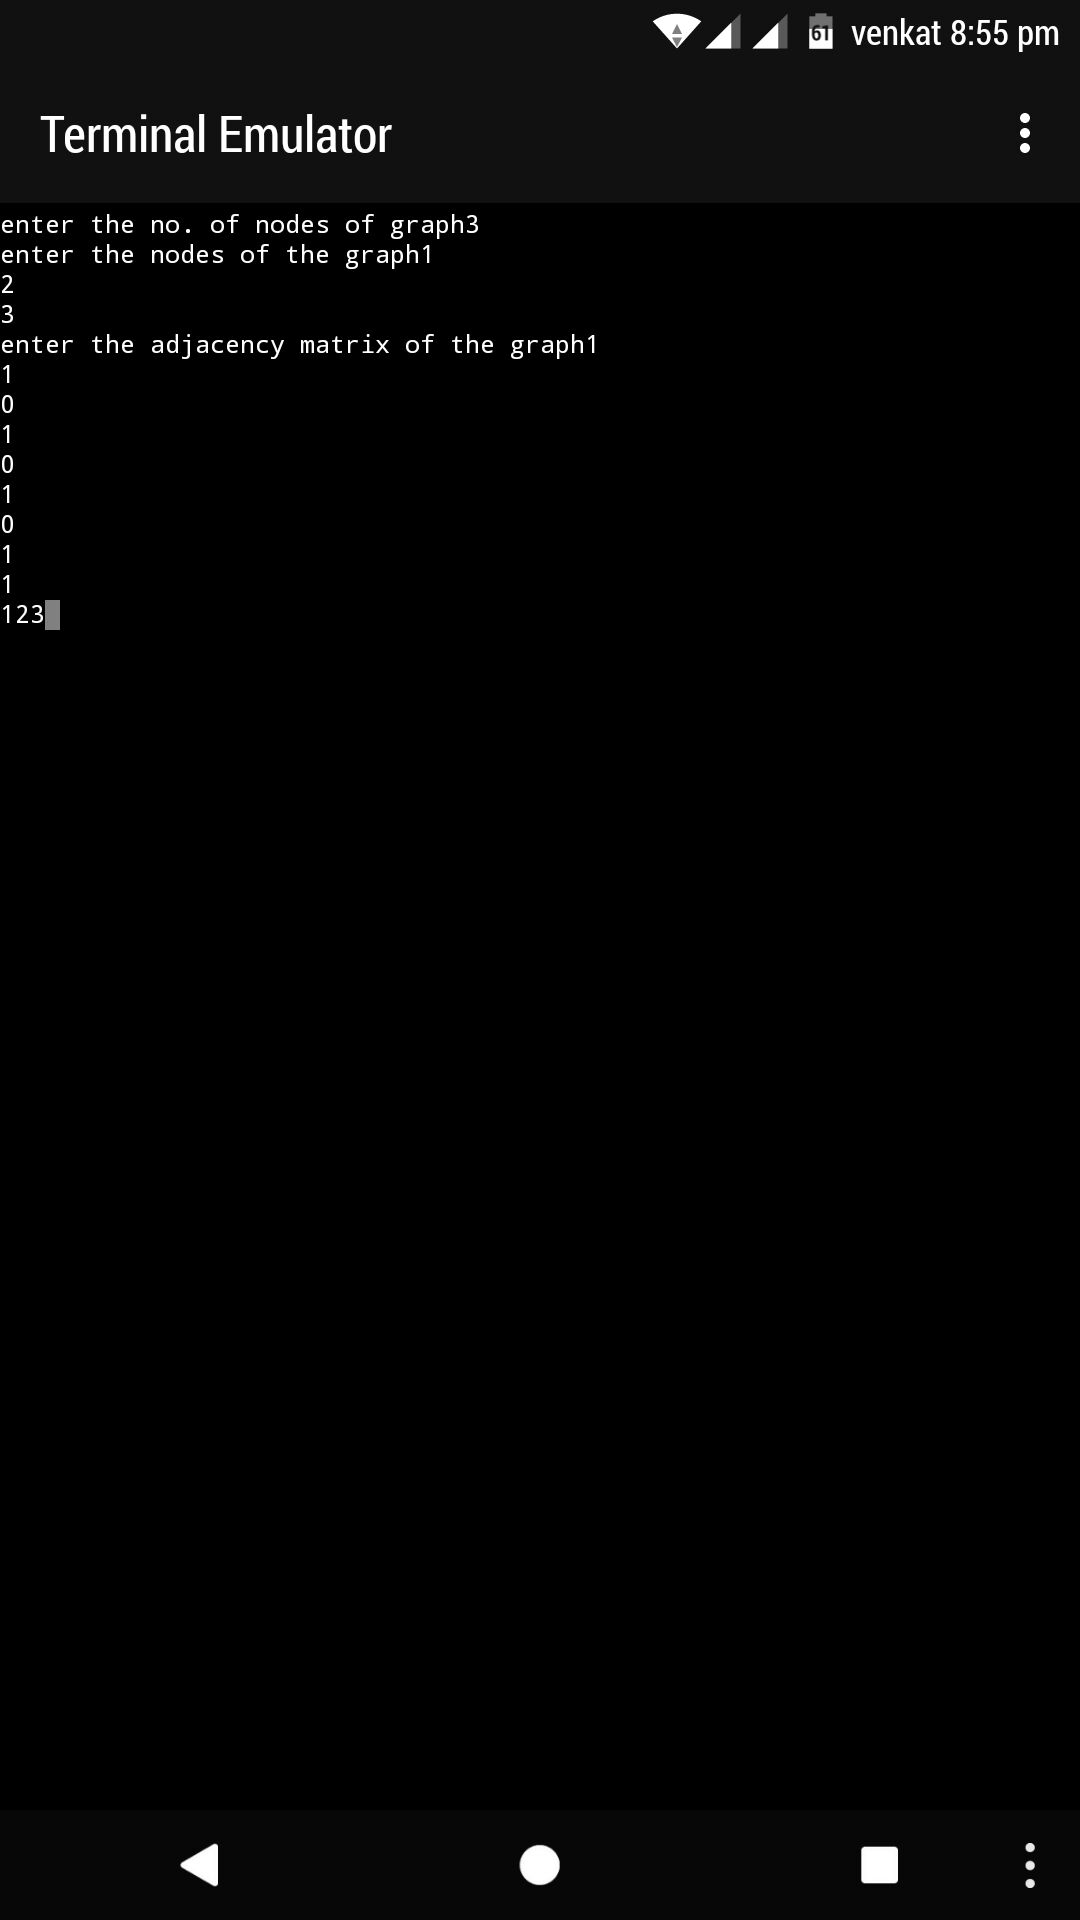 venkat 8:55 pm
61
Terminal Emulator
enter the no. of nodes of graph3
enter the nodes of the graph1
2
3
enter the adjacency matrix of the graph1
1
0
1
0
1
0
1
1
123